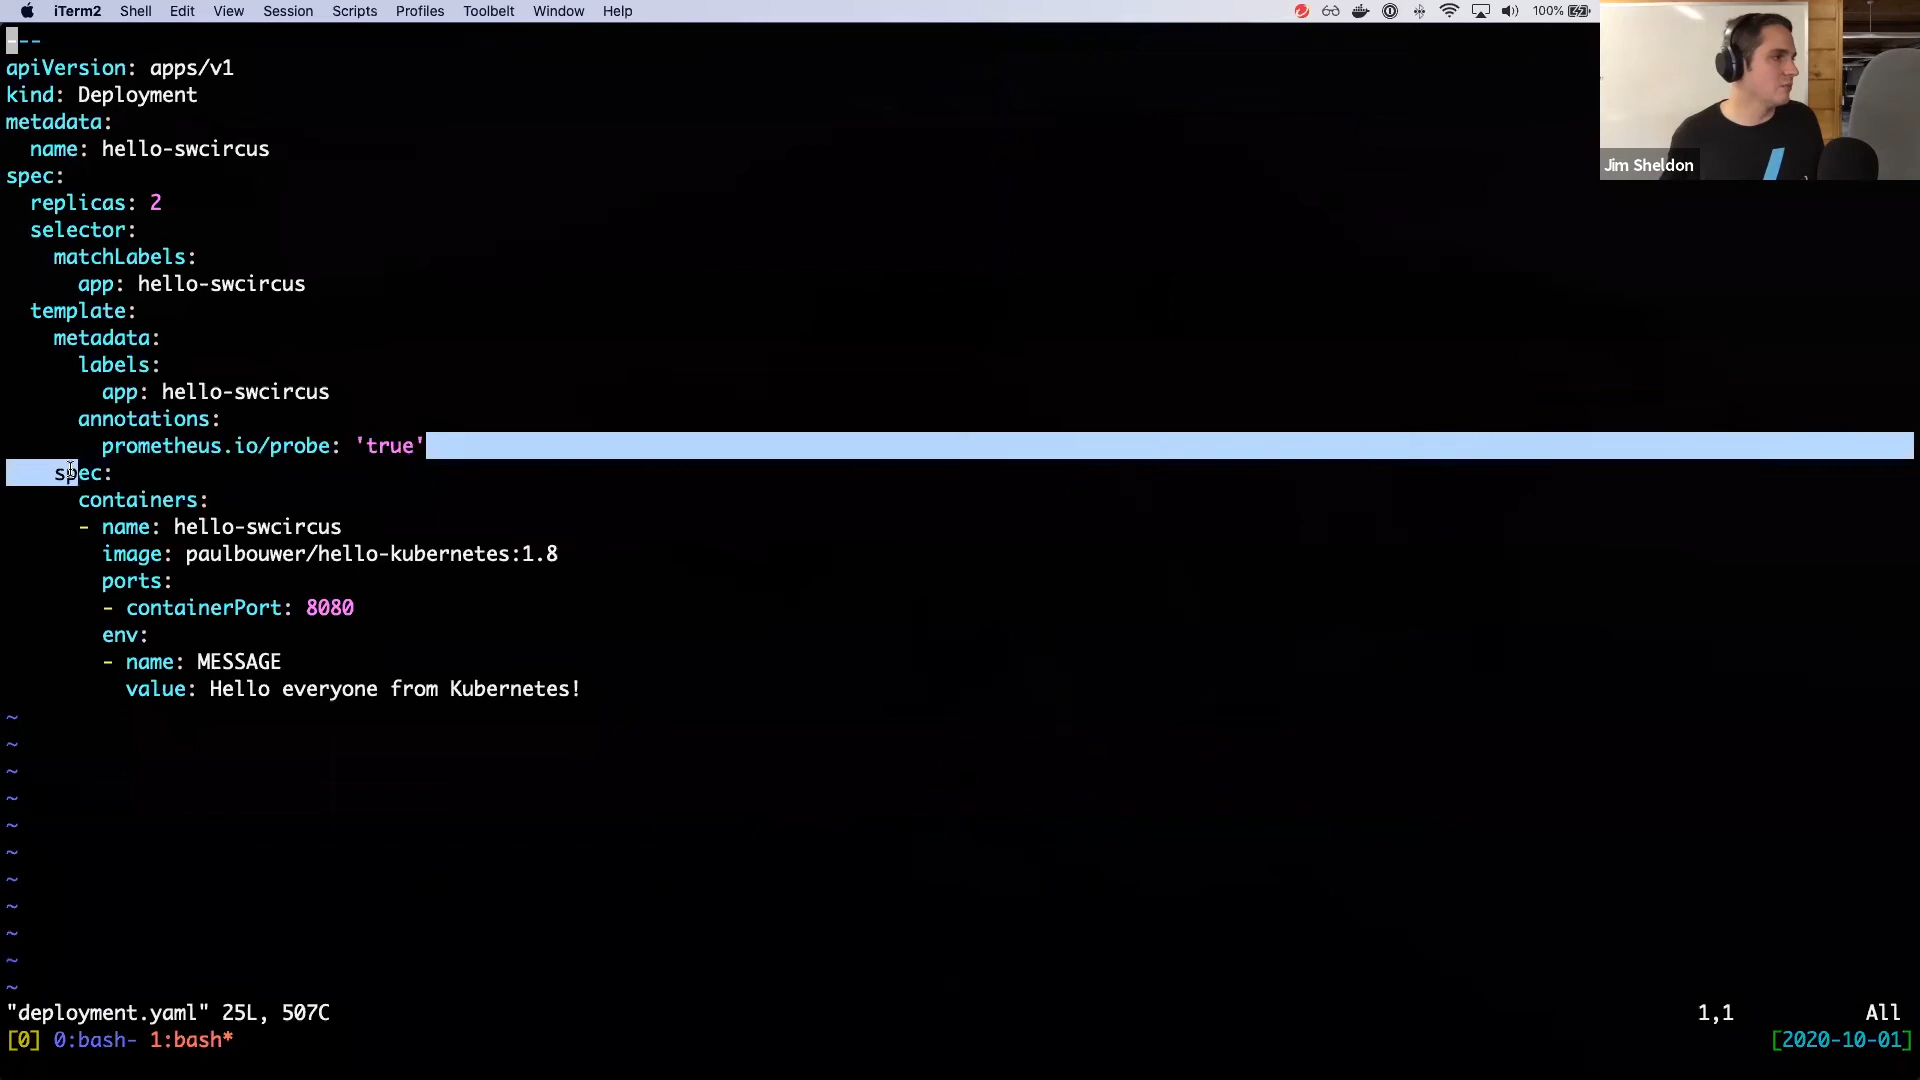 iTerm2 Shell Edit View Session Scripts Profiles Toolbelt Window Help 100%
---
apiVersion: apps/v1
kind: Deployment
metadata:
  name: hello-swcircus
spec:
  replicas: 2
  selector:
    matchLabels:
      app: hello-swcircus
  template:
    metadata:
      labels:
        app: hello-swcircus
      annotations:
        prometheus.io/probe: 'true'
    spec:
      containers:
      - name: hello-swcircus
        image: paulbouwer/hello-kubernetes:1.8
        ports:
        - containerPort: 8080
        env:
        - name: MESSAGE
          value: Hello everyone from Kubernetes!
~
~
~
~
~
~
~
~
~
~
~
"deployment.yaml" 25L, 507C 1,1 All
[0] 0:bash- 1:bash* [2020-10-01]
Jim Sheldon